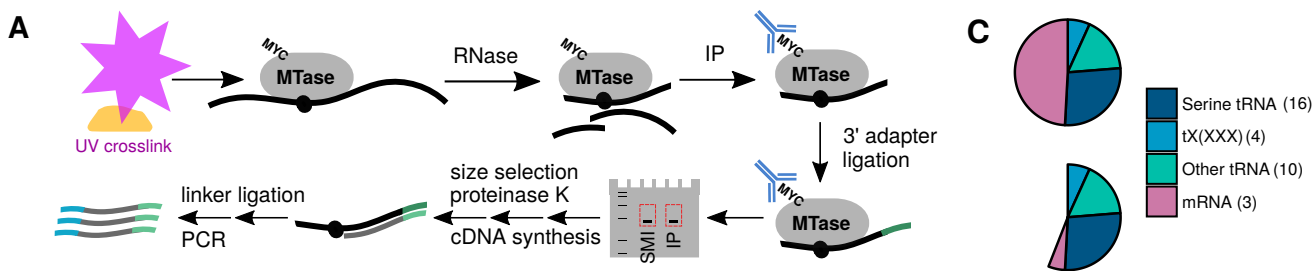 A
MYC
MTase
UV crosslink
RNase
MYC
MTase
IP
MYC
MTase
3' adapter
ligation
MYC
MTase
SMI
IP
size selection
proteinase K
cDNA synthesis
linker ligation
PCR
C
Serine tRNA (16)
tX(XXX) (4)
Other tRNA (10)
mRNA (3)